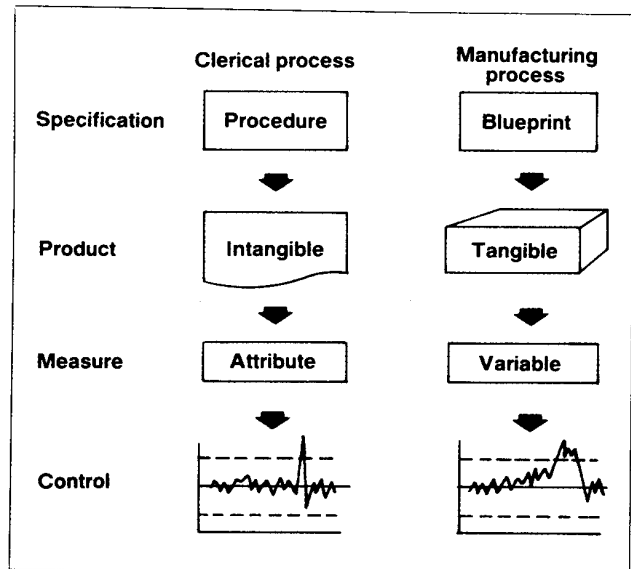 Clerical process
Manufacturing
process
Specification
Procedure
Blueprint
Product
Intangible
Tangible
Measure
Attribute
Variable
Control